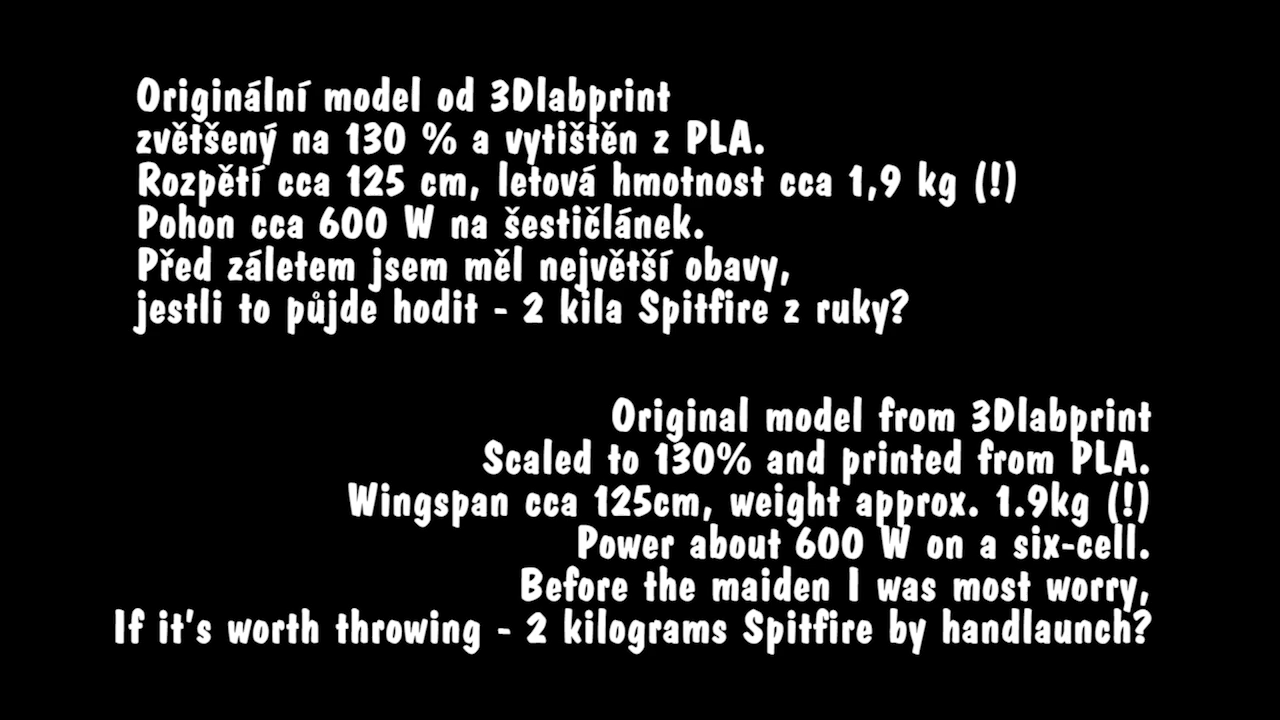 Originální model od 3Dlabprint
zvětšený na 130 % a vytištěn z PLA.
Rozpětí cca 125 cm, letová hmotnost cca 1,9 kg (!)
Pohon cca 600 W na šestičlánek.
Před záletem jsem měl největší obavy,
jestli to půjde hodit - 2 kila Spitfire z ruky?
Original model from 3Dlabprint
Scaled to 130% and printed from PLA.
Wingspan cca 125cm, weight approx. 1.9kg (!)
Power about 600 W on a six-cell.
Before the maiden I was most worry,
If it's worth throwing - 2 kilograms Spitfire by handlaunch?